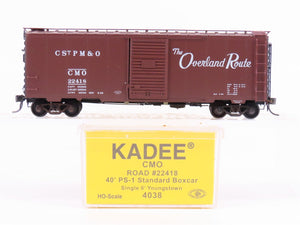 CSTPM&O
CMO
22418
The Overland Route
KADEE®
CMO
ROAD #22418
40' PS-1 Standard Boxcar
Single 6' Youngstown
HO-Scale 4038